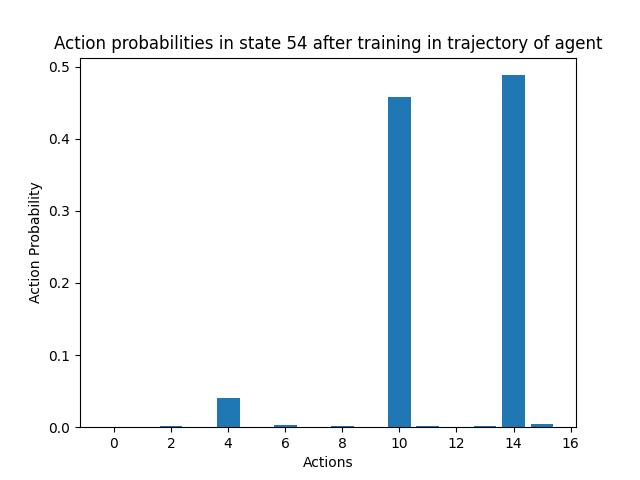 Action probabilities in state 54 after training in trajectory of agent
0.5
0.4
0.3
0.2
0.1
0.0
Action Probability
0 2 4 6 8 10 12 14 16
Actions